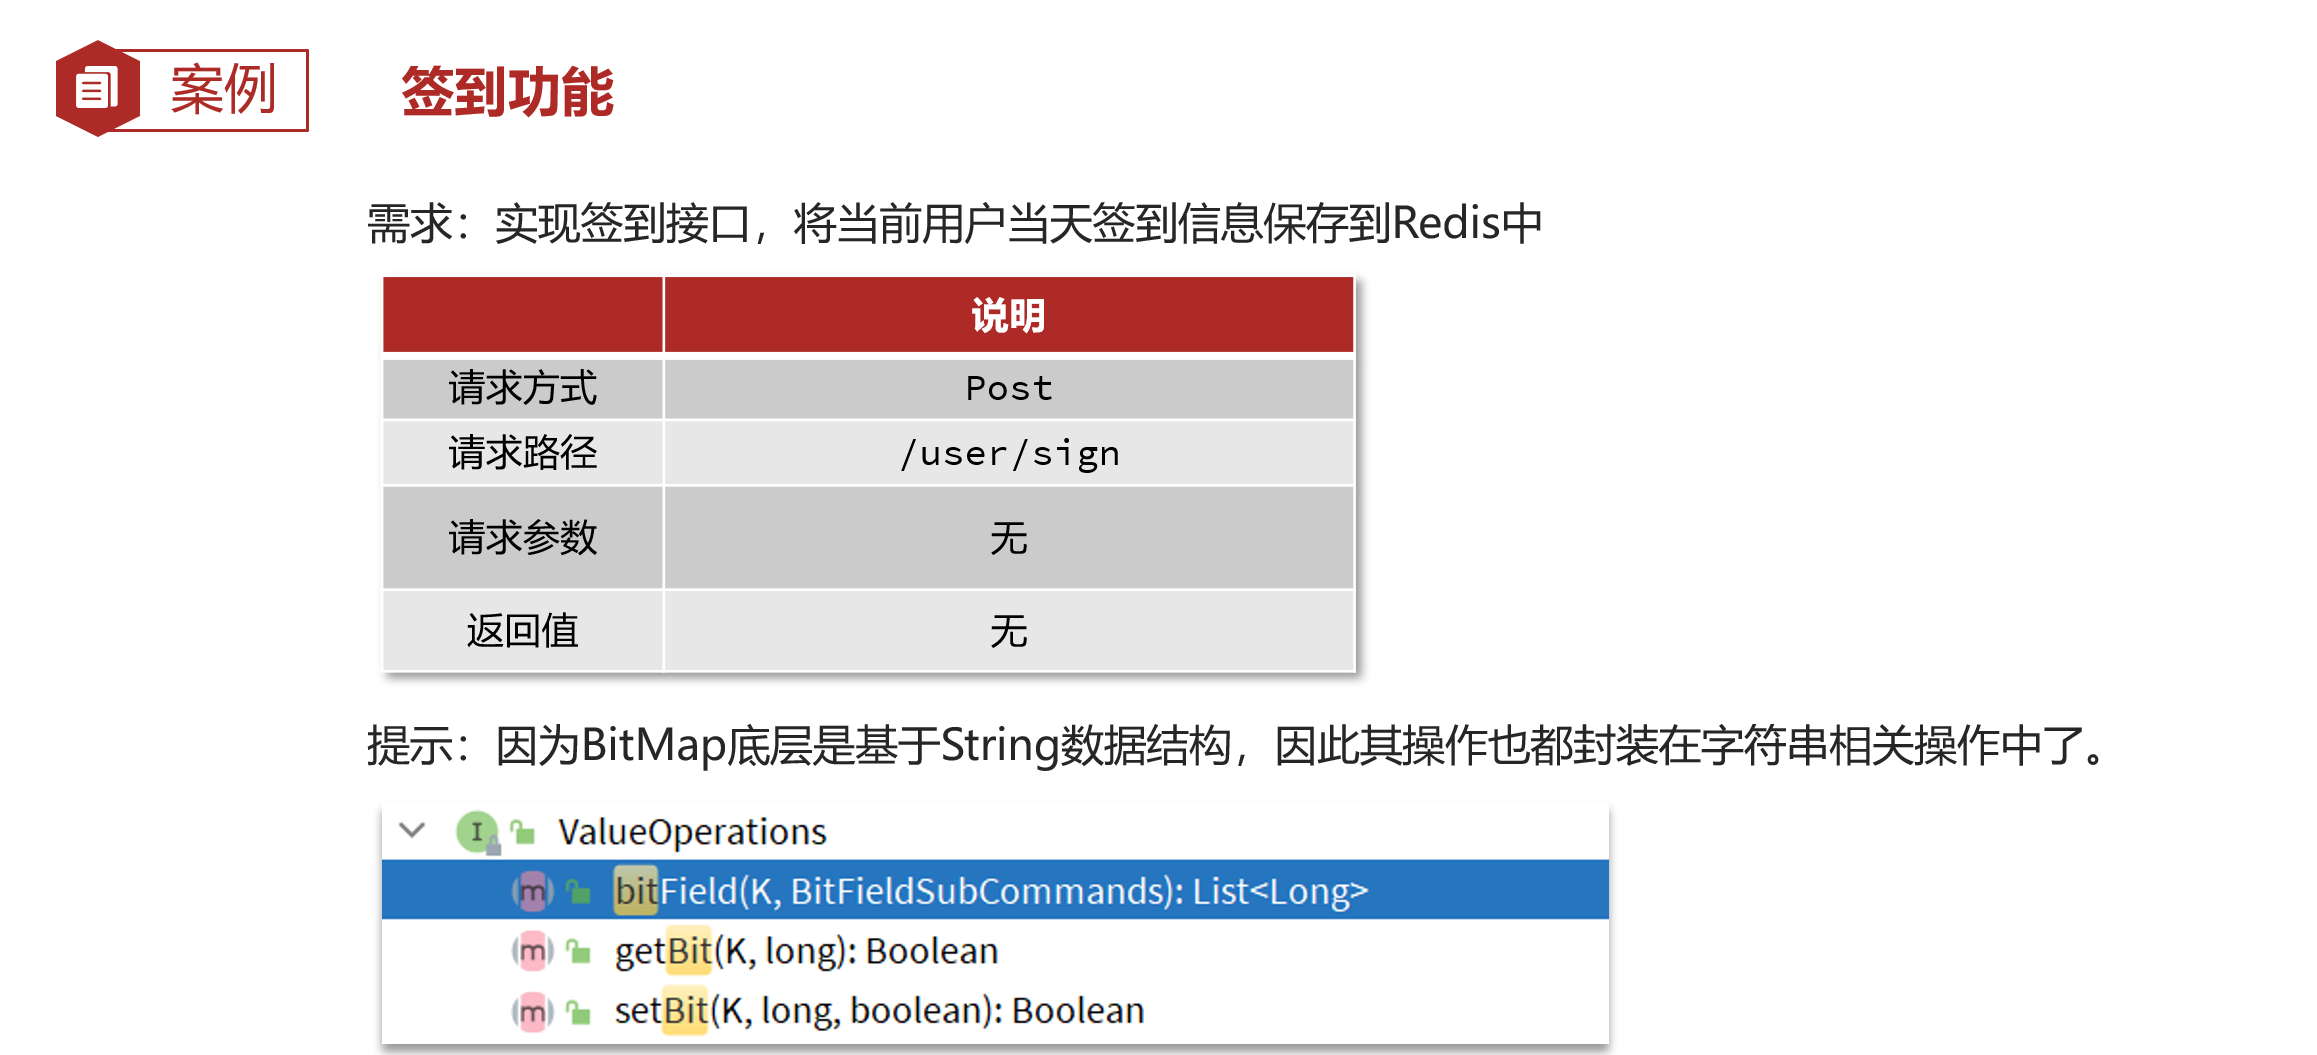 案例
签到功能
需求：实现签到接口，将当前用户当天签到信息保存到Redis中
说明
请求方式 Post
请求路径 /user/sign
请求参数 无
返回值 无
提示：因为BitMap底层是基于String数据结构，因此其操作也都封装在字符串相关操作中了。
I ValueOperations
m bitField(K, BitFieldSubCommands): List<Long>
m getBit(K, long): Boolean
m setBit(K, long, boolean): Boolean